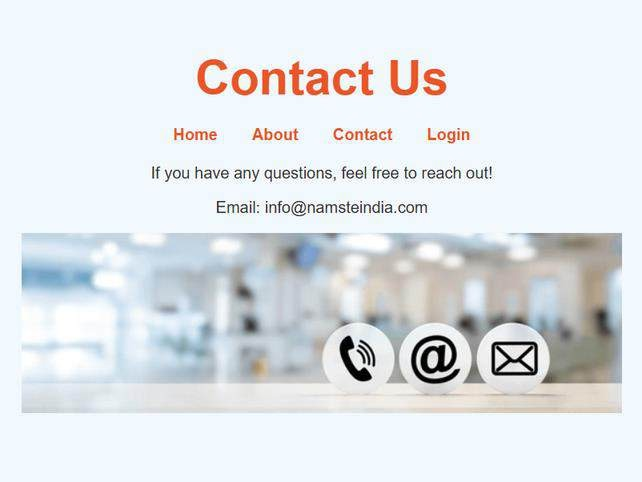 Contact Us
Home About Contact Login
If you have any questions, feel free to reach out!
Email: info@namsteindia.com
@